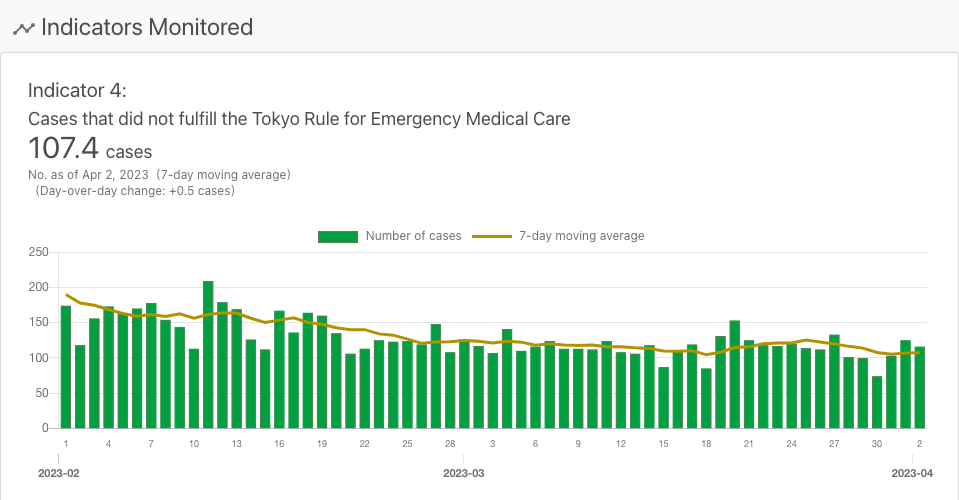 Indicators Monitored
Indicator 4:
Cases that did not fulfill the Tokyo Rule for Emergency Medical Care
107.4 cases
No. as of Apr 2, 2023 (7-day moving average)
(Day-over-day change: +0.5 cases)
Number of cases 7-day moving average
250
200
150
100
50
0
1 4 7 10 13 16 19 22 25 28 3 6 9 12 15 18 21 24 27 30 2
2023-02 2023-03 2023-04